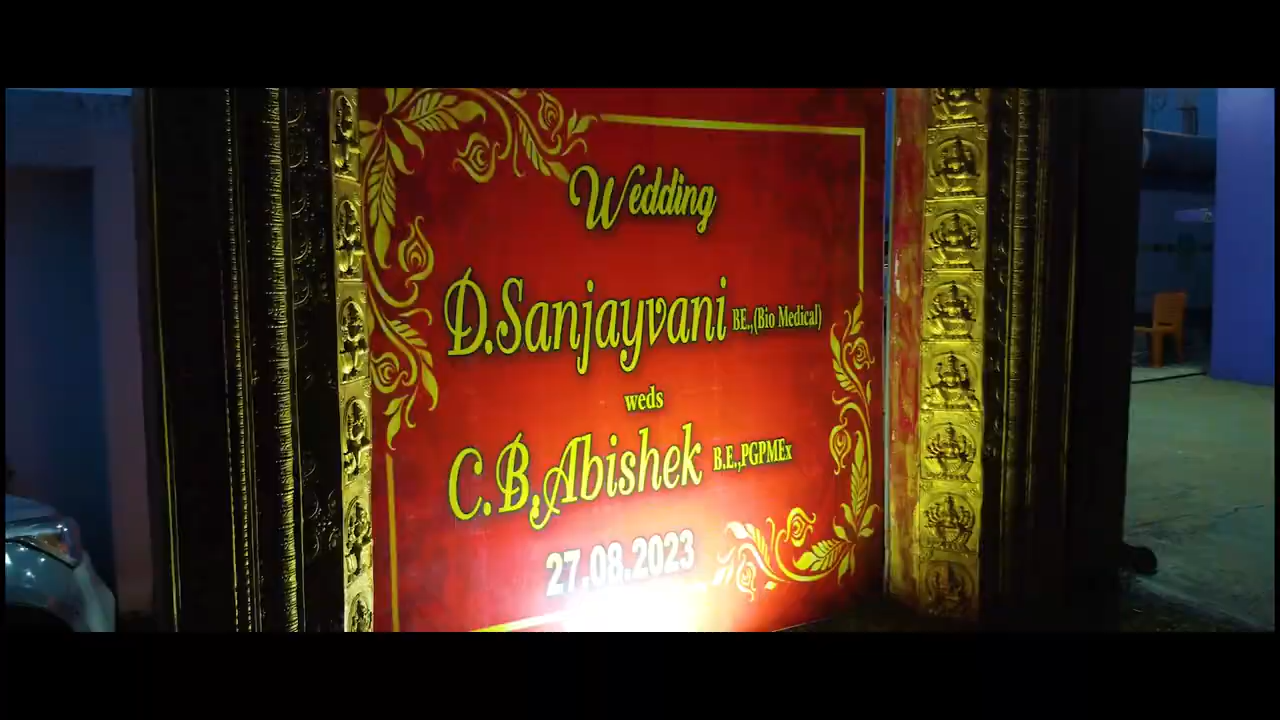 Wedding
D.Sanjayvani BE.,(Bio Medical)
weds
C.B.Abishek B.E.,PGPMEx
27.08.2023